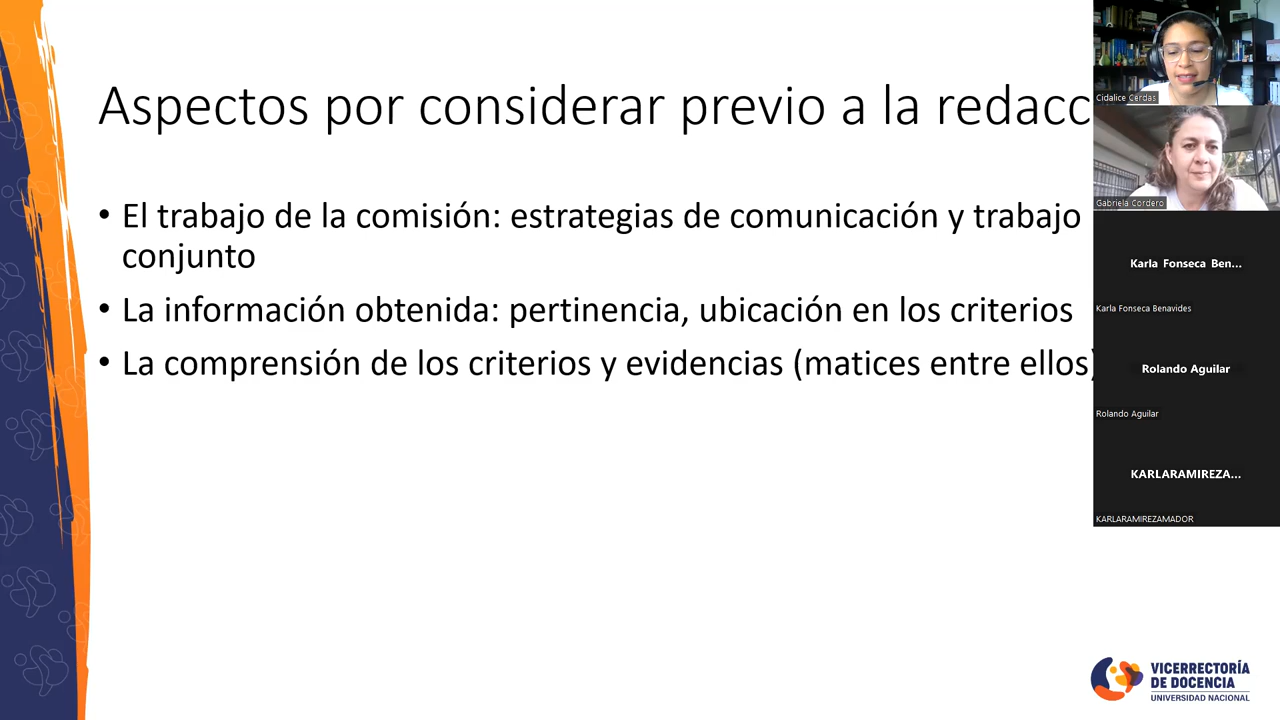 Aspectos por considerar previo a la redacc
• El trabajo de la comisión: estrategias de comunicación y trabajo
conjunto
• La información obtenida: pertinencia, ubicación en los criterios
• La comprensión de los criterios y evidencias (matices entre ellos)
Cidalice Cerdas
Gabriela Cordero
Karla Fonseca Ben...
Karla Fonseca Benavides
Rolando Aguilar
Rolando Aguilar
KARLARAMIREZA...
KARLARAMIREZAMADOR
VICERRECTORÍA
DE DOCENCIA
UNIVERSIDAD NACIONAL